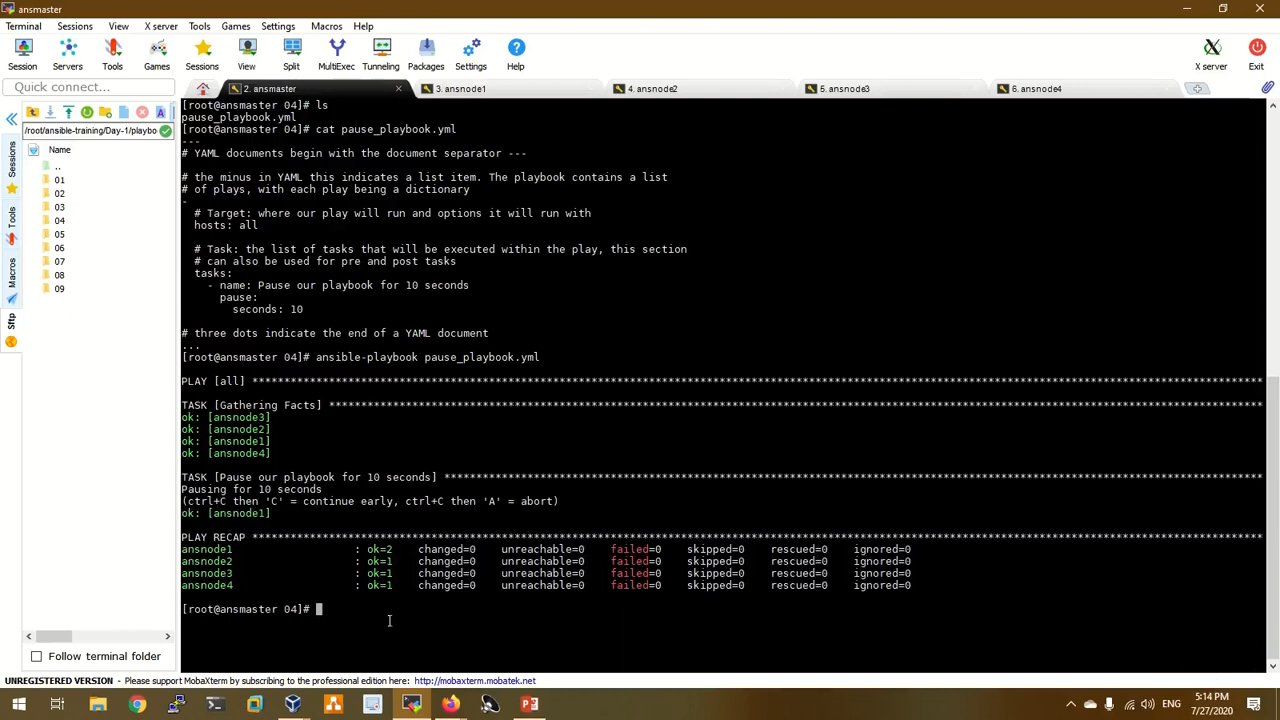 ansmaster
Terminal Sessions View X server Tools Games Settings Macros Help
Session Servers Tools Games Sessions View Split MultiExec Tunneling Packages Settings Help X server Exit
Quick connect...
2. ansmaster 3. ansnode1 4. ansnode2 5. ansnode3 6. ansnode4
/root/ansible-training/Day-1/playbo
Name
..
01
02
03
04
05
06
07
08
09
Sessions
Tools
Macros
Sftp
Follow terminal folder
[root@ansmaster 04]# ls
pause_playbook.yml
[root@ansmaster 04]# cat pause_playbook.yml
---
# YAML documents begin with the document separator ---
# the minus in YAML this indicates a list item. The playbook contains a list
# of plays, with each play being a dictionary
-
# Target: where our play will run and options it will run with
hosts: all
# Task: the list of tasks that will be executed within the play, this section
# can also be used for pre and post tasks
tasks:
- name: Pause our playbook for 10 seconds
pause:
seconds: 10
# three dots indicate the end of a YAML document
...
[root@ansmaster 04]# ansible-playbook pause_playbook.yml
PLAY [all] ******************************************************************************************************************************
TASK [Gathering Facts] ********************************************************************************************************************
ok: [ansnode3]
ok: [ansnode2]
ok: [ansnode1]
ok: [ansnode4]
TASK [Pause our playbook for 10 seconds] ******************************************************************************************************
Pausing for 10 seconds
(ctrl+C then 'C' = continue early, ctrl+C then 'A' = abort)
ok: [ansnode1]
PLAY RECAP ******************************************************************************************************************************
ansnode1 : ok=2 changed=0 unreachable=0 failed=0 skipped=0 rescued=0 ignored=0
ansnode2 : ok=1 changed=0 unreachable=0 failed=0 skipped=0 rescued=0 ignored=0
ansnode3 : ok=1 changed=0 unreachable=0 failed=0 skipped=0 rescued=0 ignored=0
ansnode4 : ok=1 changed=0 unreachable=0 failed=0 skipped=0 rescued=0 ignored=0
[root@ansmaster 04]#
UNREGISTERED VERSION - Please support MobaXterm by subscribing to the professional edition here: http://mobaxterm.mobatek.net
ENG
5:14 PM
7/27/2020